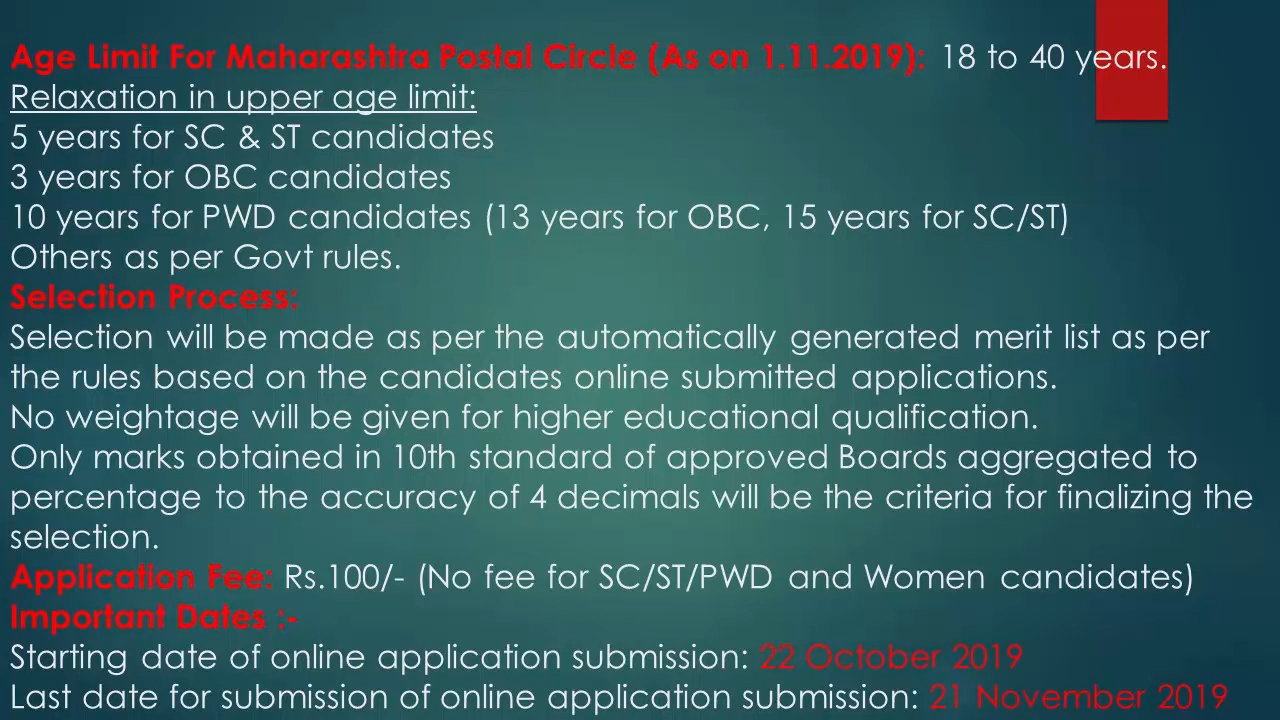 Age Limit For Maharashtra Postal Circle (As on 1.11.2019): 18 to 40 years.
Relaxation in upper age limit:
5 years for SC & ST candidates
3 years for OBC candidates
10 years for PWD candidates (13 years for OBC, 15 years for SC/ST)
Others as per Govt rules.
Selection Process:
Selection will be made as per the automatically generated merit list as per
the rules based on the candidates online submitted applications.
No weightage will be given for higher educational qualification.
Only marks obtained in 10th standard of approved Boards aggregated to
percentage to the accuracy of 4 decimals will be the criteria for finalizing the
selection.
Application Fee: Rs.100/- (No fee for SC/ST/PWD and Women candidates)
Important Dates :-
Starting date of online application submission: 22 October 2019
Last date for submission of online application submission: 21 November 2019